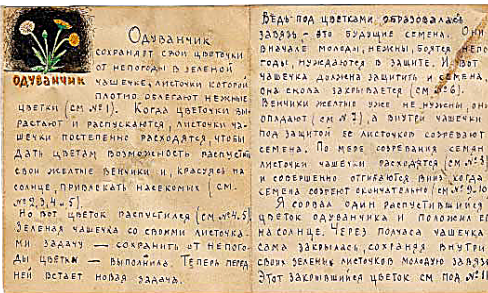 ОДУВАНЧИК
Одуванчик
сохраняет свои цветочки
от непогоды в зеленой
чашечке, листочки которой
плотно облегают нежные
цветки (см. №1). Когда цветочки вы-
растают и распускаются, листочки ча-
шечки постепенно расходятся, чтобы
дать цветам возможность распустить
свои желтые венчики и, красуясь на
солнце, привлекать насекомых (см.
№ 2, 3, 4 - 5).
Но вот цветок распустился (см. №4-5).
Зеленая чашечка со своими листочка-
ми задачу — сохранить от непого-
ды цветки — выполнила. Теперь перед
ней встает новая задача.
Ведь под цветками образовалась
завязь - это будущие семена. Они
вначале молоды, нежны, боятся непо-
годы, нуждаются в защите. И вот
чашечка должна защитить и семена,
она снова закрывается (см. №6).
Венчики желтые уже не нужны, они
опадают (см № 7), а внутри чашечки
под защитой ее листочков созревают
семена. По мере созревания семян
листочки чашечки расходятся (см. №8)
и совершенно отгибаются вниз, когда
семена созреют окончательно (см №9-10)
Я сорвал один распустившийся
цветок одуванчика и положил его
на солнце. Через полчаса чашечка
сама закрылась, сохраняя внутри
своих зеленых листочков молодую завязь.
Этот закрывшийся цветок см под №11